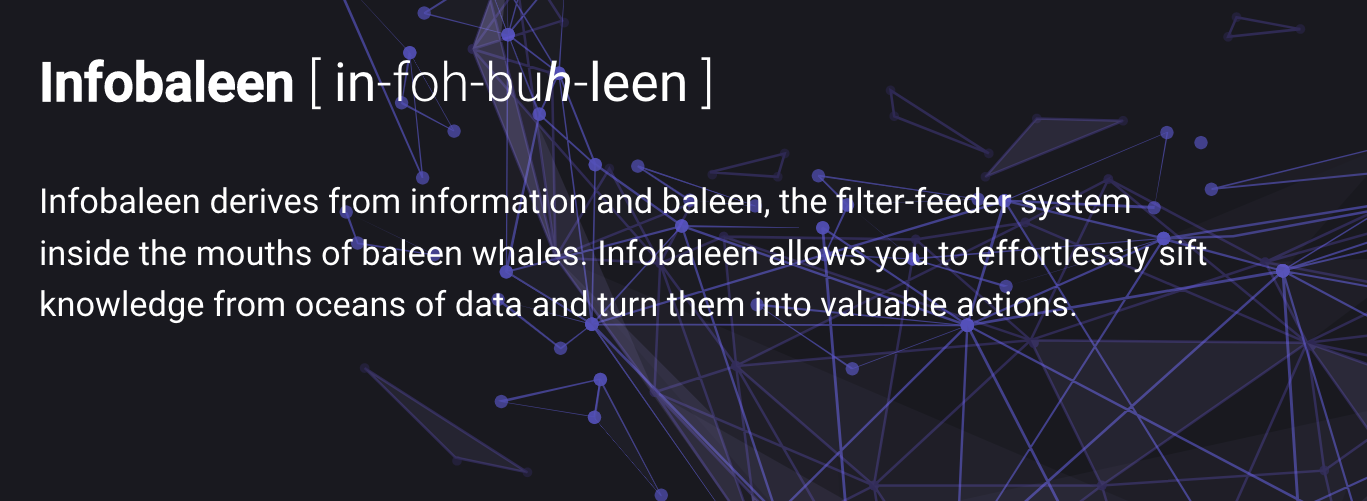 Infobaleen [ in-foh-buh-leen ]
Infobaleen derives from information and baleen, the filter-feeder system
inside the mouths of baleen whales. Infobaleen allows you to effortlessly sift
knowledge from oceans of data and turn them into valuable actions.